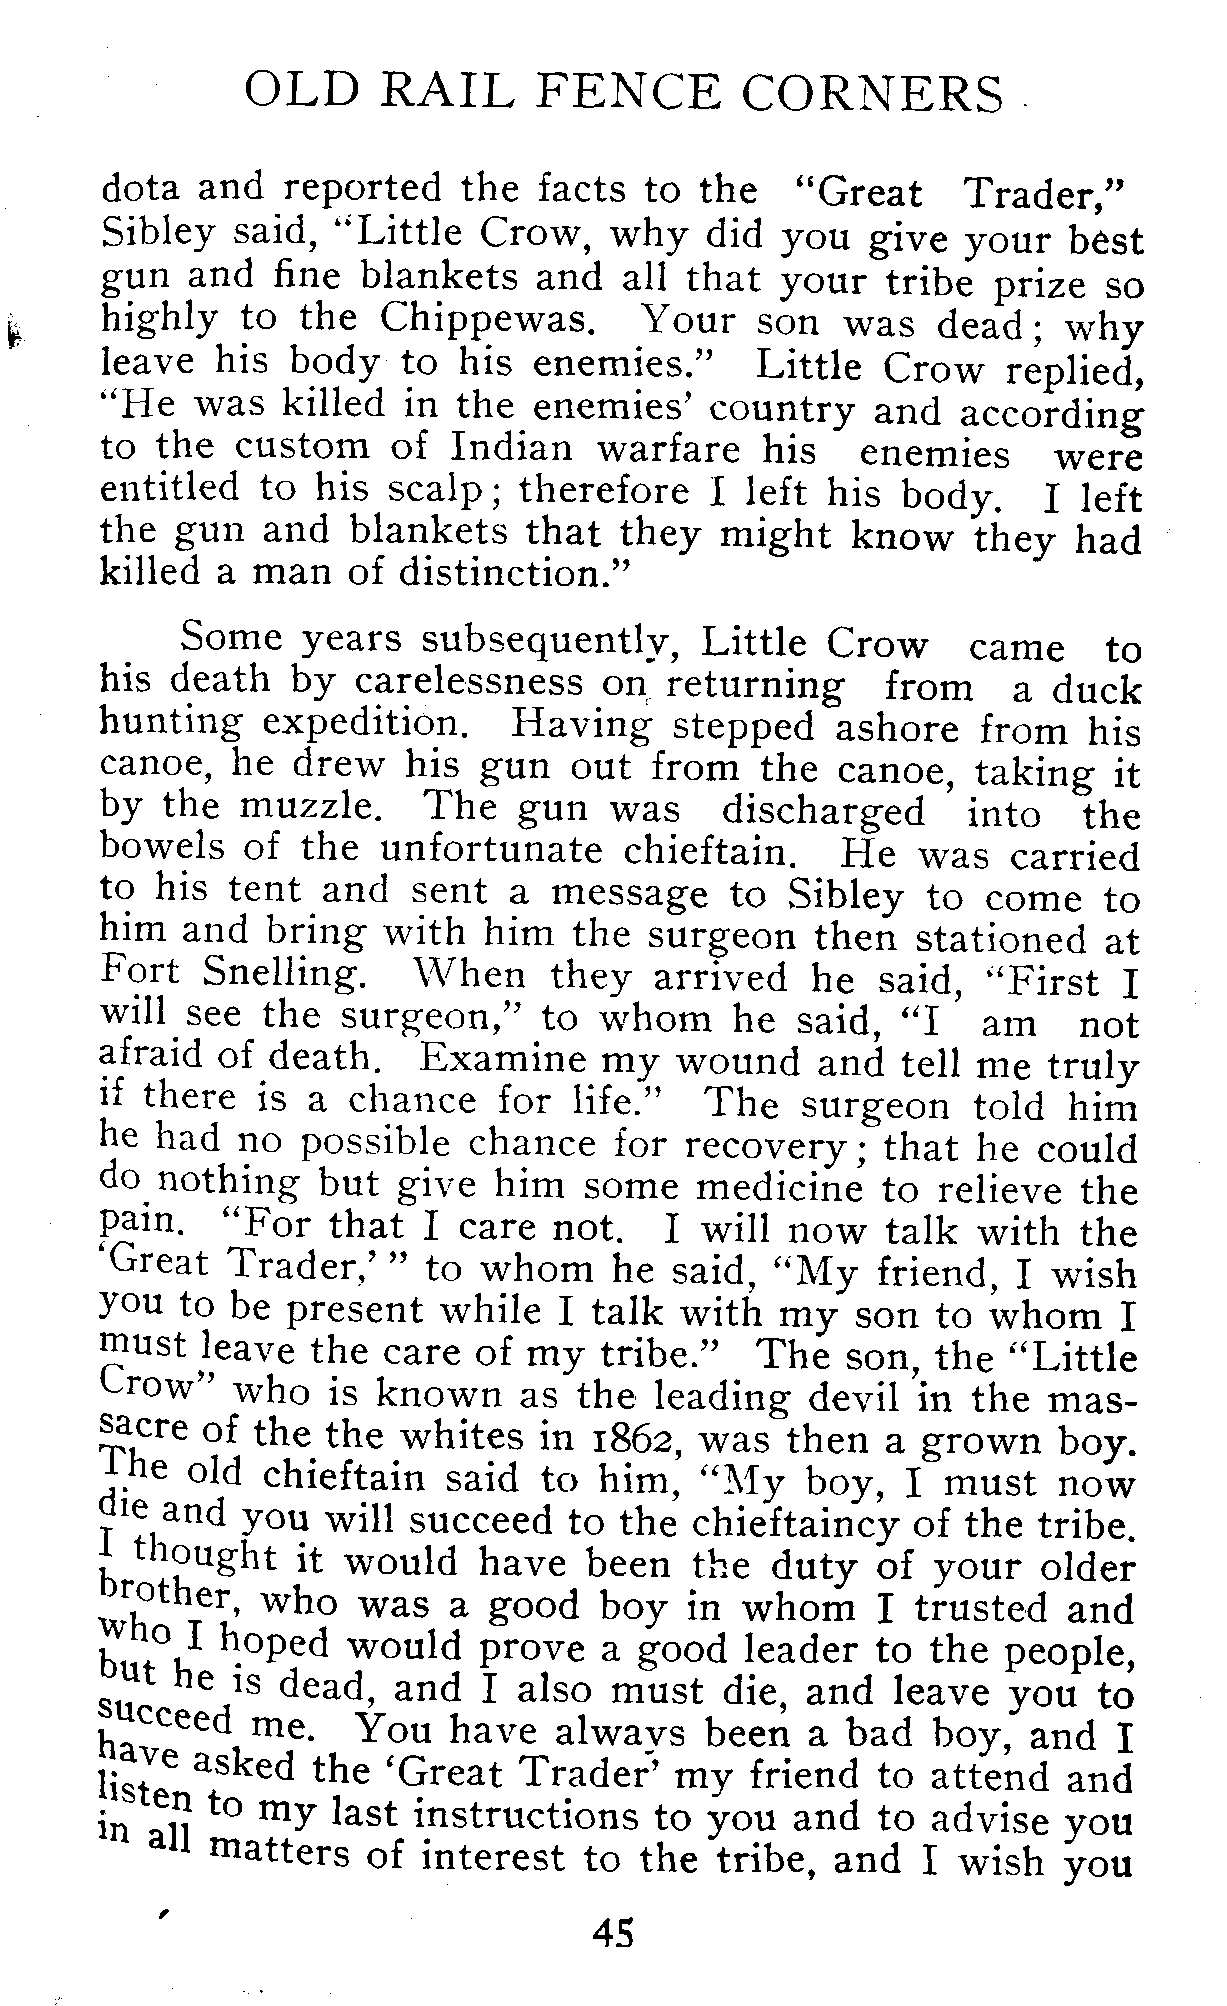 OLD RAIL FENCE CORNERS
dota and reported the facts to the "Great Trader,"
Sibley said, "Little Crow, why did you give your best
gun and fine blankets and all that your tribe prize so
highly to the Chippewas. Your son was dead; why
leave his body to his enemies." Little Crow replied,
"He was killed in the enemies' country and according
to the custom of Indian warfare his enemies were
entitled to his scalp; therefore I left his body. I left
the gun and blankets that they might know they had
killed a man of distinction."
Some years subsequently, Little Crow came to
his death by carelessness on returning from a duck
hunting expedition. Having stepped ashore from his
canoe, he drew his gun out from the canoe, taking it
by the muzzle. The gun was discharged into the
bowels of the unfortunate chieftain. He was carried
to his tent and sent a message to Sibley to come to
him and bring with him the surgeon then stationed at
Fort Snelling. When they arrived he said, "First I
will see the surgeon," to whom he said, "I am not
afraid of death. Examine my wound and tell me truly
if there is a chance for life." The surgeon told him
he had no possible chance for recovery; that he could
do nothing but give him some medicine to relieve the
pain. "For that I care not. I will now talk with the
'Great Trader,' " to whom he said, "My friend, I wish
you to be present while I talk with my son to whom I
must leave the care of my tribe." The son, the "Little
Crow" who is known as the leading devil in the mas-
sacre of the the whites in 1862, was then a grown boy.
The old chieftain said to him, "My boy, I must now
die and you will succeed to the chieftaincy of the tribe.
I thought it would have been the duty of your older
brother, who was a good boy in whom I trusted and
who I hoped would prove a good leader to the people,
but he is dead, and I also must die, and leave you to
succeed me. You have always been a bad boy, and I
have asked the 'Great Trader' my friend to attend and
listen to my last instructions to you and to advise you
in all matters of interest to the tribe, and I wish you
45